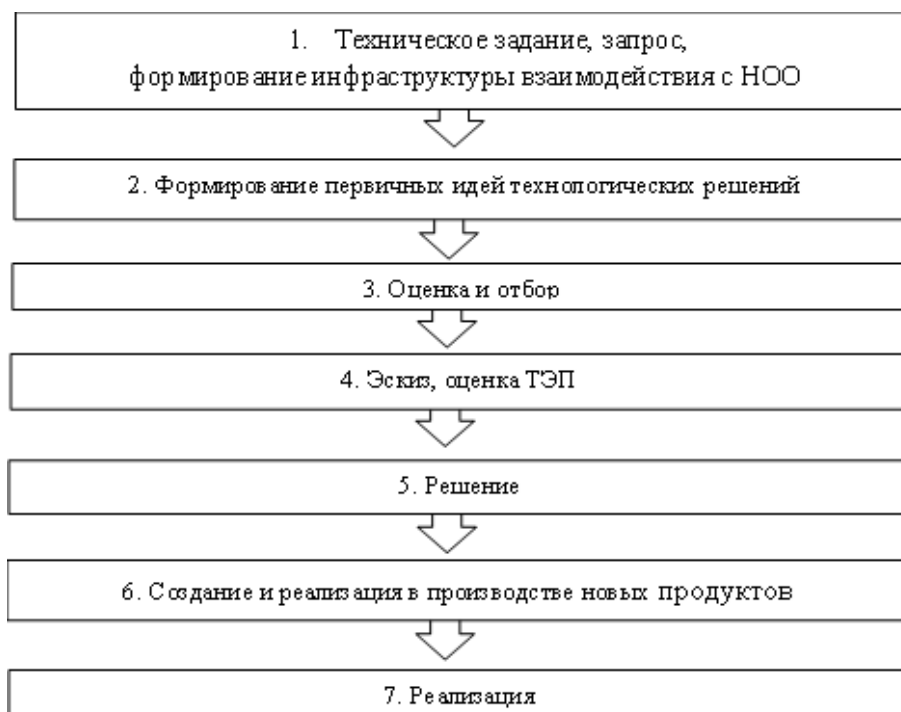 1. Техническое задание, запрос,
формирование инфраструктуры взаимодействия с НОО
2. Формирование первичных идей технологических решений
3. Оценка и отбор
4. Эскиз, оценка ТЭП
5. Решение
6. Создание и реализация в производстве новых продуктов
7. Реализация